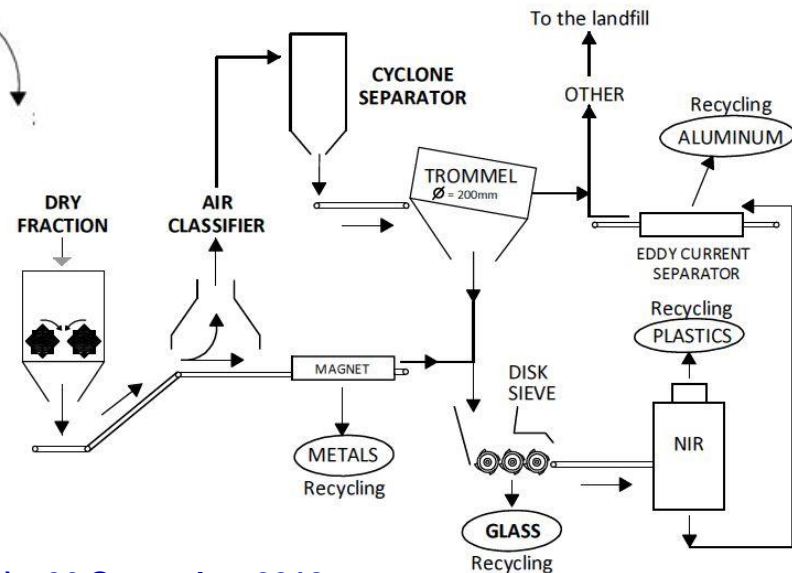 To the landfill
OTHER
CYCLONE
SEPARATOR
Recycling
ALUMINUM
TROMMEL
Ø = 200mm
DRY
FRACTION
AIR
CLASSIFIER
EDDY CURRENT
SEPARATOR
Recycling
PLASTICS
MAGNET
DISK
SIEVE
NIR
METALS
Recycling
GLASS
Recycling